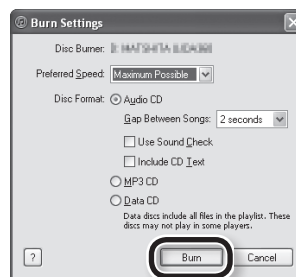 Burn Settings
Disc Burner:
Preferred Speed: Maximum Possible
Disc Format: Audio CD
Gap Between Songs: 2 seconds
Use Sound Check
Include CD Text
MP3 CD
Data CD
Data discs include all files in the playlist. These
discs may not play in some players.
? Burn Cancel